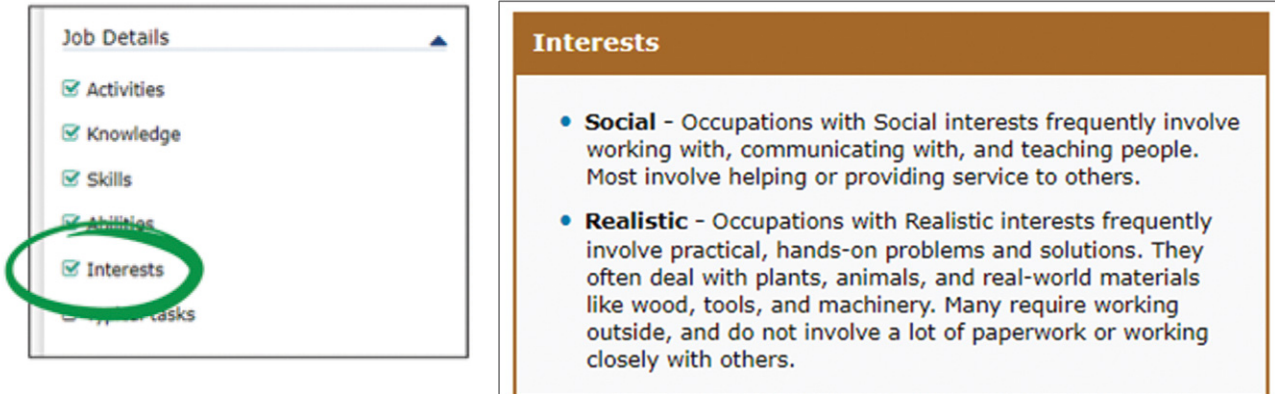 Job Details
Activities
Knowledge
Skills
Abilities
Interests
Typical tasks
Interests
Social - Occupations with Social interests frequently involve
working with, communicating with, and teaching people.
Most involve helping or providing service to others.
Realistic - Occupations with Realistic interests frequently
involve practical, hands-on problems and solutions. They
often deal with plants, animals, and real-world materials
like wood, tools, and machinery. Many require working
outside, and do not involve a lot of paperwork or working
closely with others.